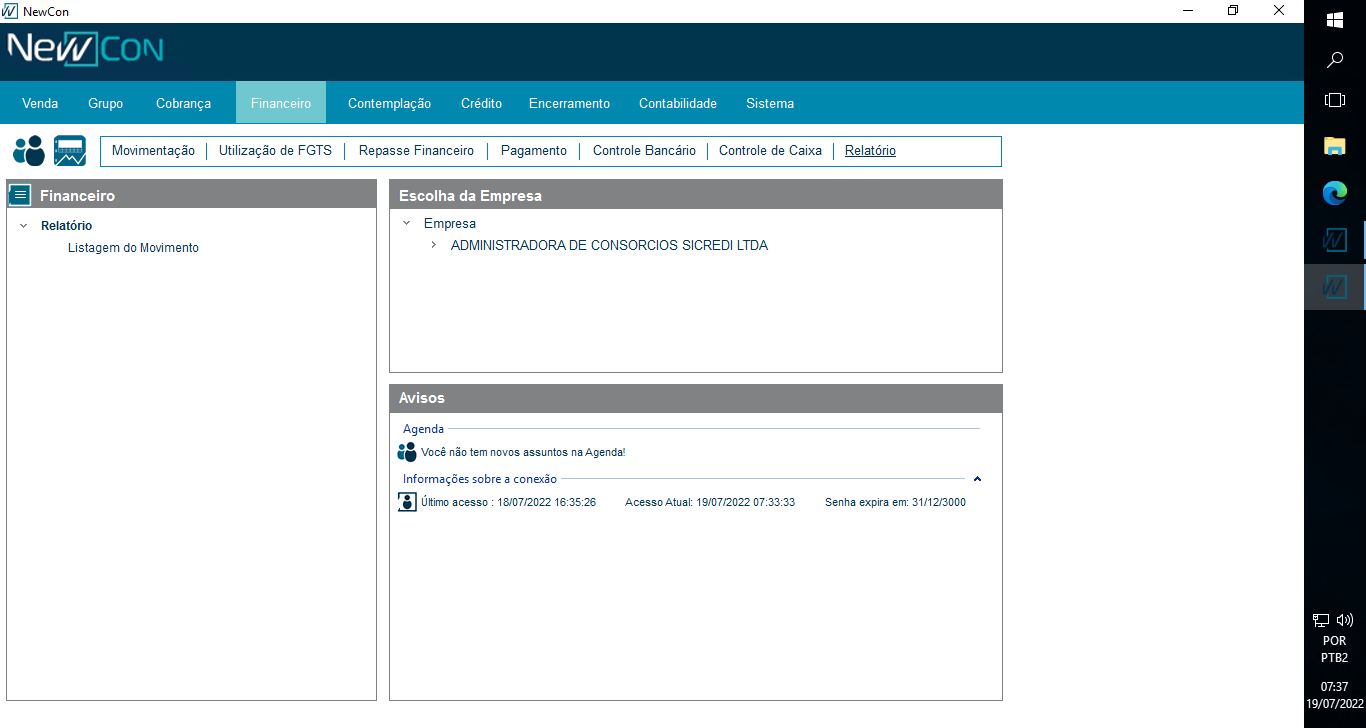 NewCon
NewCon
Venda Grupo Cobrança Financeiro Contemplação Crédito Encerramento Contabilidade Sistema
Movimentação Utilização de FGTS Repasse Financeiro Pagamento Controle Bancário Controle de Caixa Relatório
Financeiro
Relatório
Listagem do Movimento
Escolha da Empresa
Empresa
ADMINISTRADORA DE CONSORCIOS SICREDI LTDA
Avisos
Agenda
Você não tem novos assuntos na Agenda!
Informações sobre a conexão
Último acesso : 18/07/2022 16:35:26 Acesso Atual: 19/07/2022 07:33:33 Senha expira em: 31/12/3000
POR
PTB2
07:37
19/07/2022